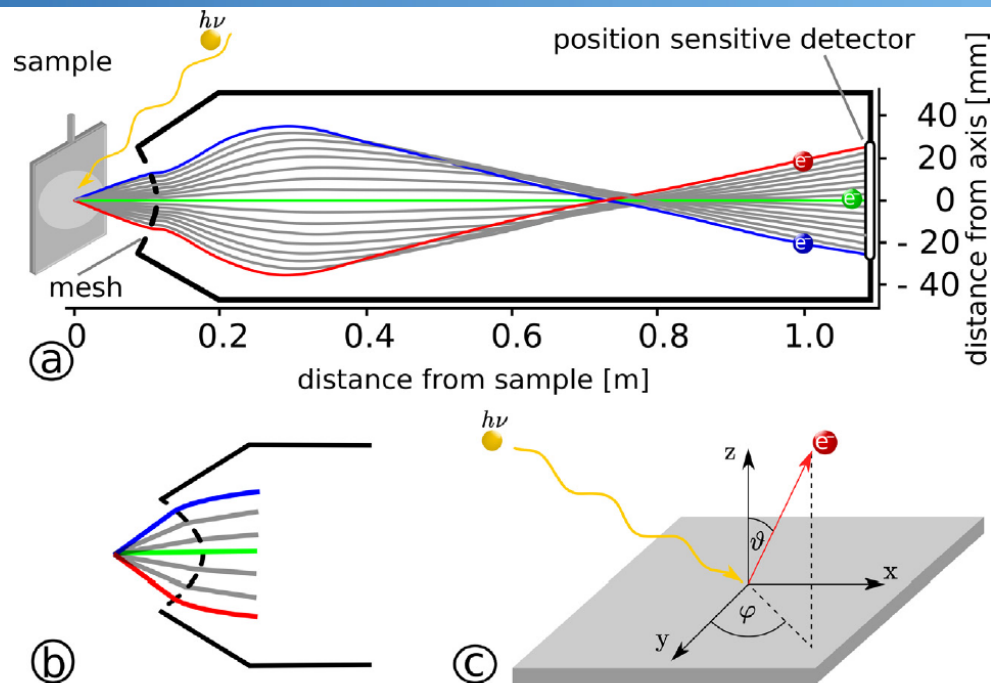 hν
sample
position sensitive detector
distance from axis [mm]
40
20
0
- 20
- 40
e⁻
e⁻
e⁻
mesh
0
0.2
0.4
0.6
0.8
1.0
distance from sample [m]
a
b
hν
e⁻
z
ϑ
x
y
φ
c